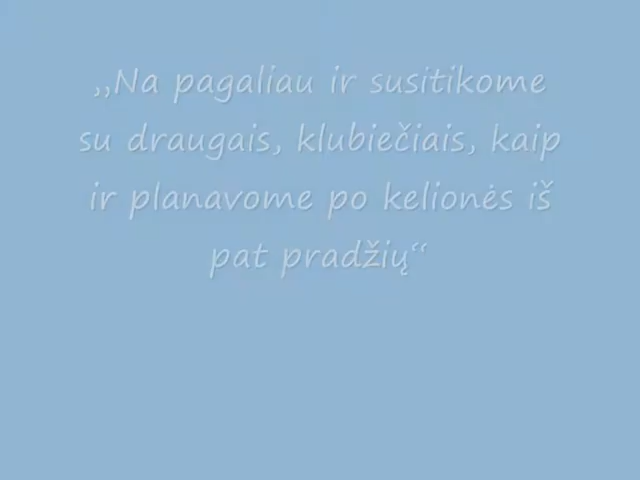 „Na pagaliau ir susitikome
su draugais, klubiečiais, kaip
ir planavome po kelionės iš
pat pradžių“